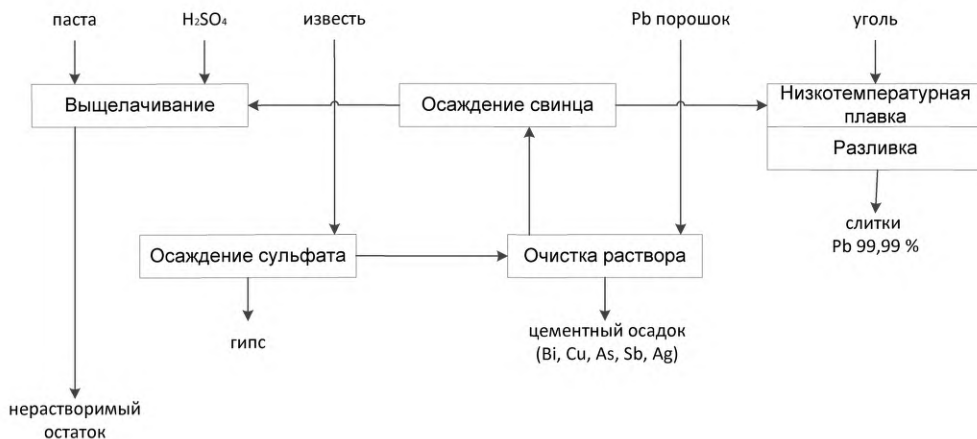 паста
H₂SO₄
известь
Pb порошок
уголь
Выщелачивание
Осаждение свинца
Низкотемпературная
плавка
Разливка
слитки
Pb 99,99 %
Осаждение сульфата
Очистка раствора
гипс
цементный осадок
(Bi, Cu, As, Sb, Ag)
нерастворимый
остаток